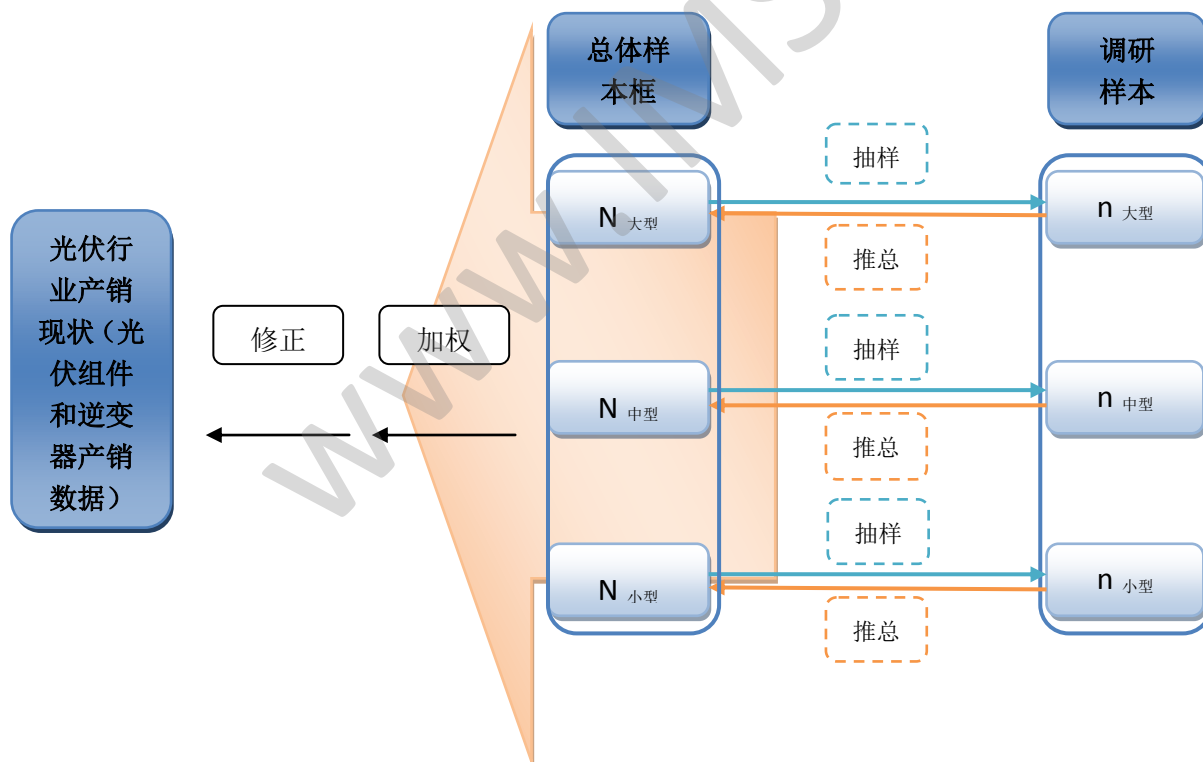 总体样
本框
调研
样本
抽样
N 大型
n 大型
推总
光伏行
业产销
现状（光
伏组件
和逆变
器产销
数据）
修正
加权
抽样
N 中型
n 中型
推总
抽样
N 小型
n 小型
推总
www.IMS